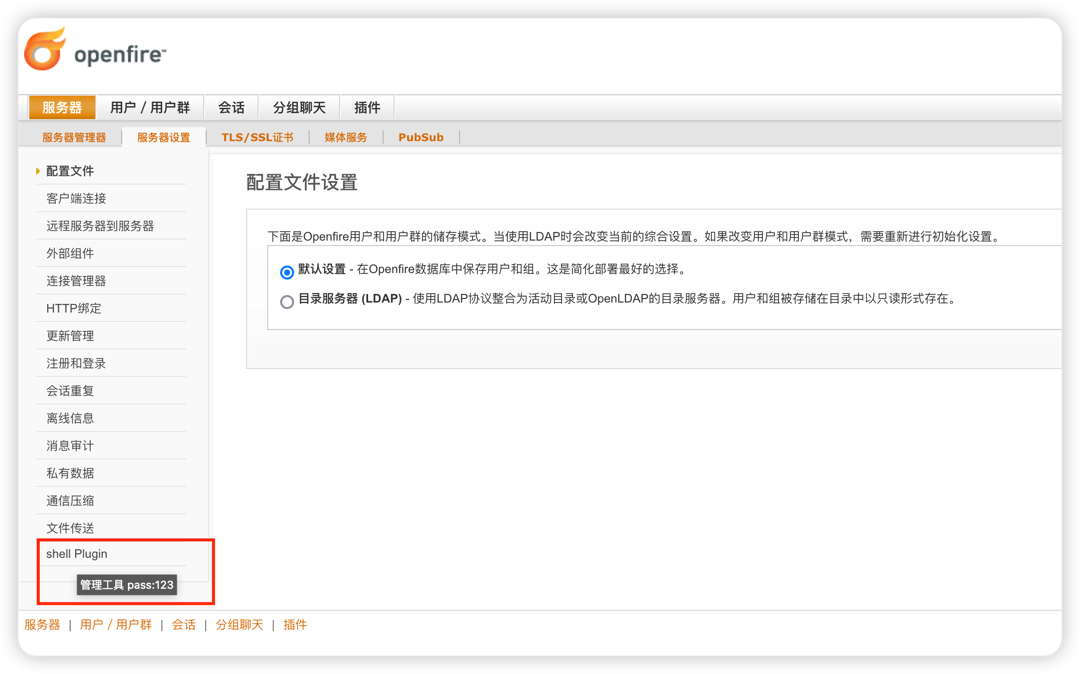 openfire™
服务器 用户 / 用户群 会话 分组聊天 插件
服务器管理器 服务器设置 TLS/SSL证书 媒体服务 PubSub
配置文件
客户端连接
远程服务器到服务器
外部组件
连接管理器
HTTP绑定
更新管理
注册和登录
会话重复
离线信息
消息审计
私有数据
通信压缩
文件传送
shell Plugin
管理工具 pass:123
配置文件设置
下面是Openfire用户和用户群的储存模式。当使用LDAP时会改变当前的综合设置。如果改变用户和用户群模式，需要重新进行初始化设置。
默认设置 - 在Openfire数据库中保存用户和组。这是简化部署最好的选择。
目录服务器 (LDAP) - 使用LDAP协议整合为活动目录或OpenLDAP的目录服务器。用户和组被存储在目录中以只读形式存在。
服务器 | 用户 / 用户群 | 会话 | 分组聊天 | 插件